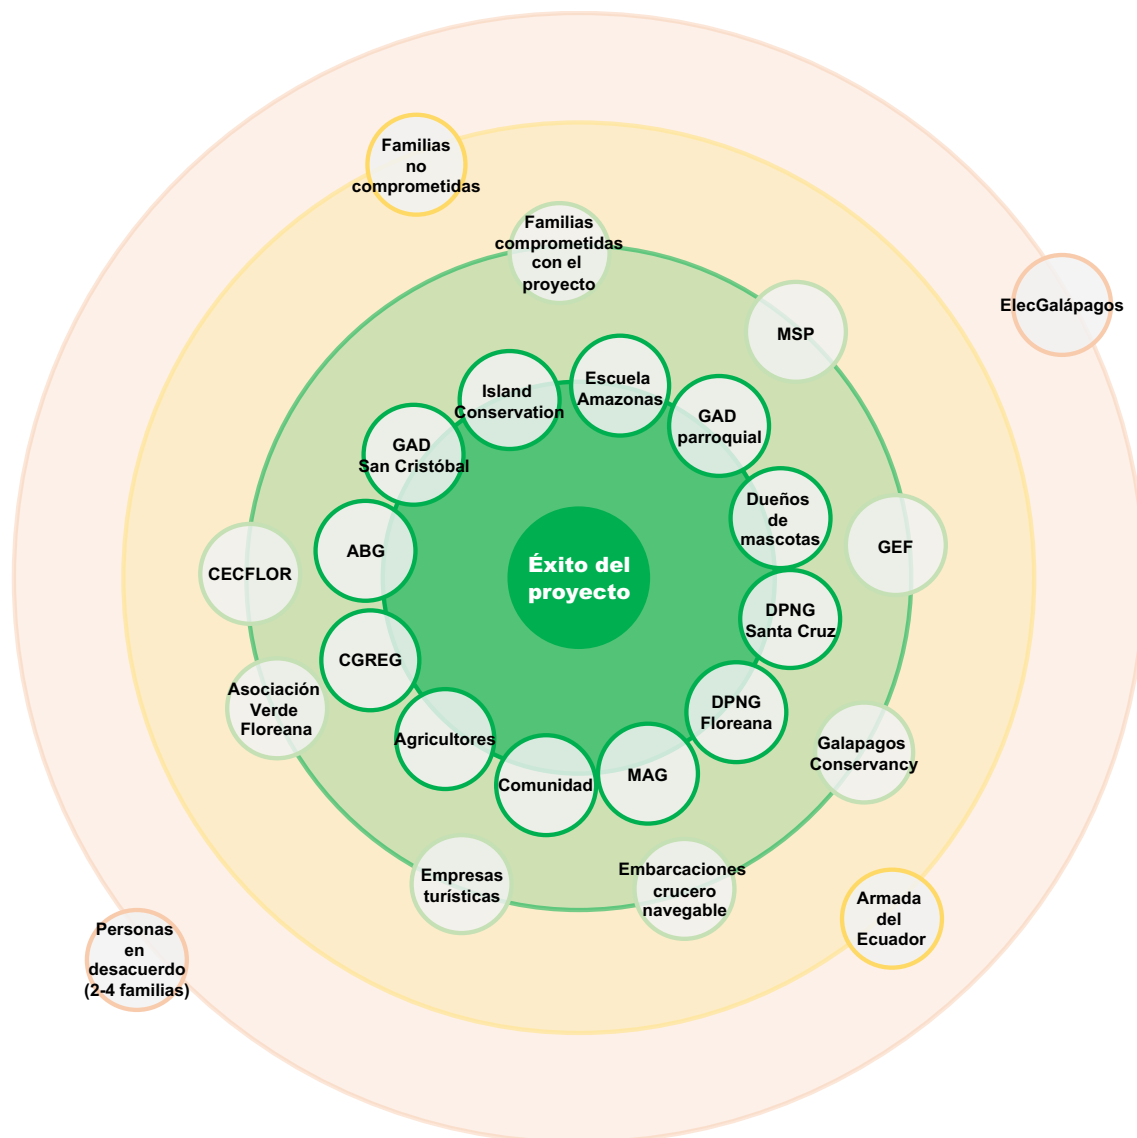 Familias
no
comprometidas
Familias
comprometidas
con el
proyecto
ElecGalápagos
MSP
Island
Conservation
Escuela
Amazonas
GAD
parroquial
GAD
San Cristóbal
Dueños
de
mascotas
ABG
CECFLOR
GEF
Éxito del
proyecto
DPNG
Santa Cruz
CGREG
Asociación
Verde
Floreana
DPNG
Floreana
Agricultores
Galapagos
Conservancy
Comunidad
MAG
Empresas
turísticas
Embarcaciones
crucero
navegable
Armada
del
Ecuador
Personas
en
desacuerdo
(2-4 familias)